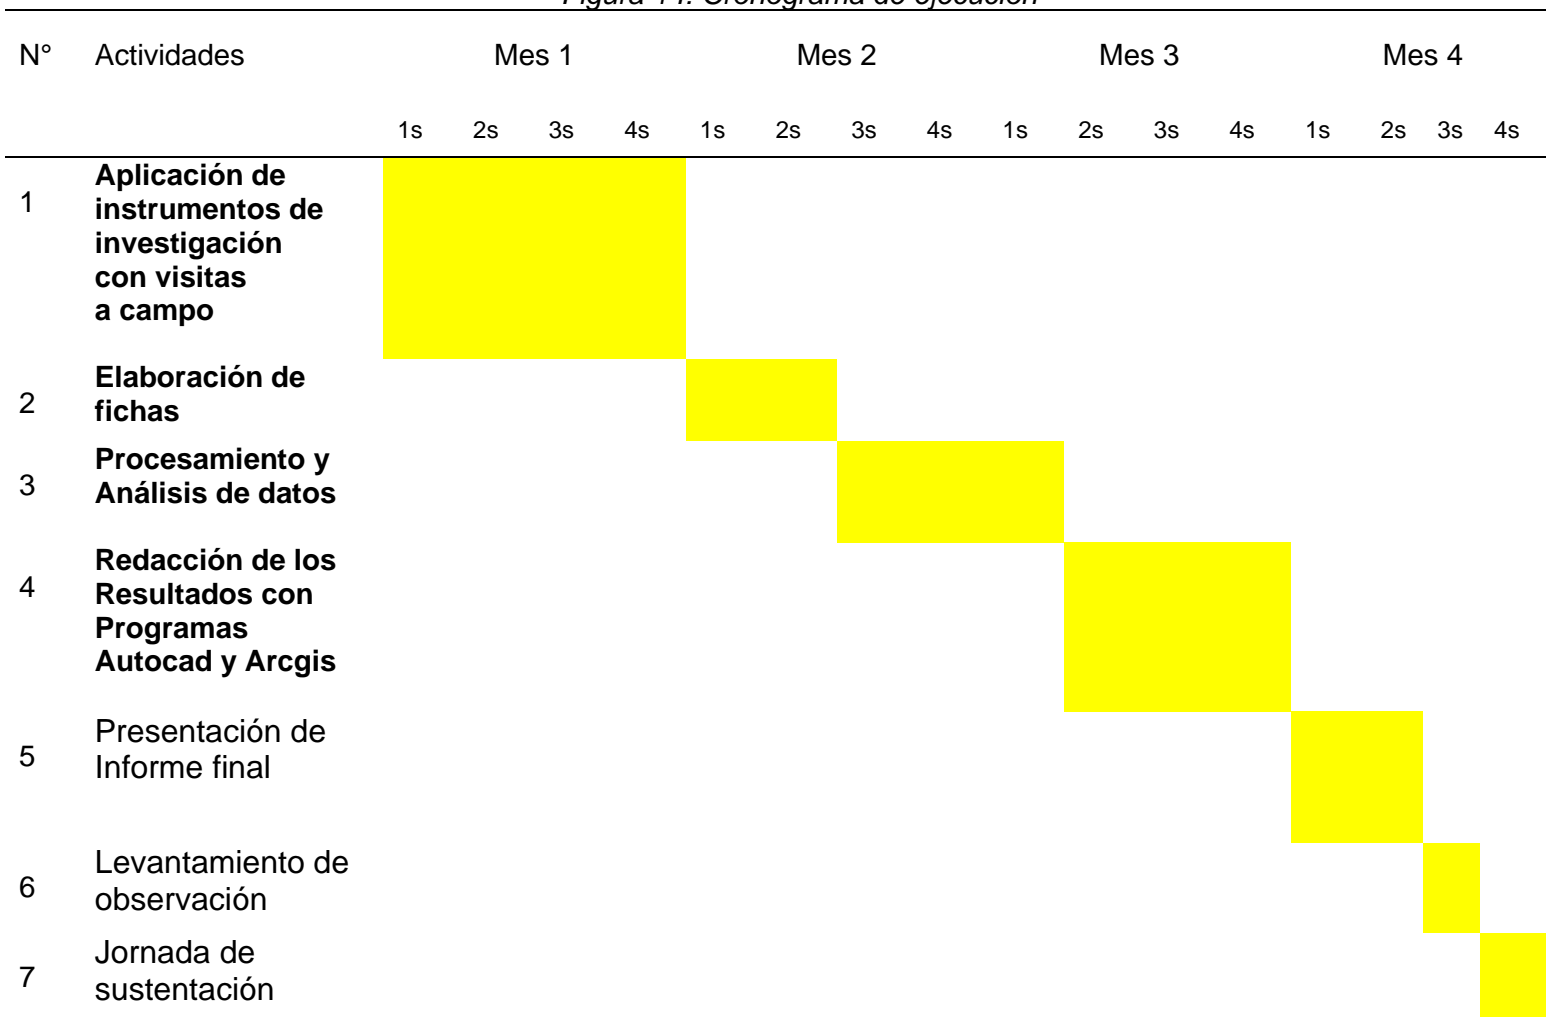 N° Actividades Mes 1 Mes 2 Mes 3 Mes 4
1s 2s 3s 4s 1s 2s 3s 4s 1s 2s 3s 4s 1s 2s 3s 4s
1
Aplicación de
instrumentos de
investigación
con visitas
a campo
2
Elaboración de
fichas
3
Procesamiento y
Análisis de datos
4
Redacción de los
Resultados con
Programas
Autocad y Arcgis
5
Presentación de
Informe final
6
Levantamiento de
observación
7
Jornada de
sustentación